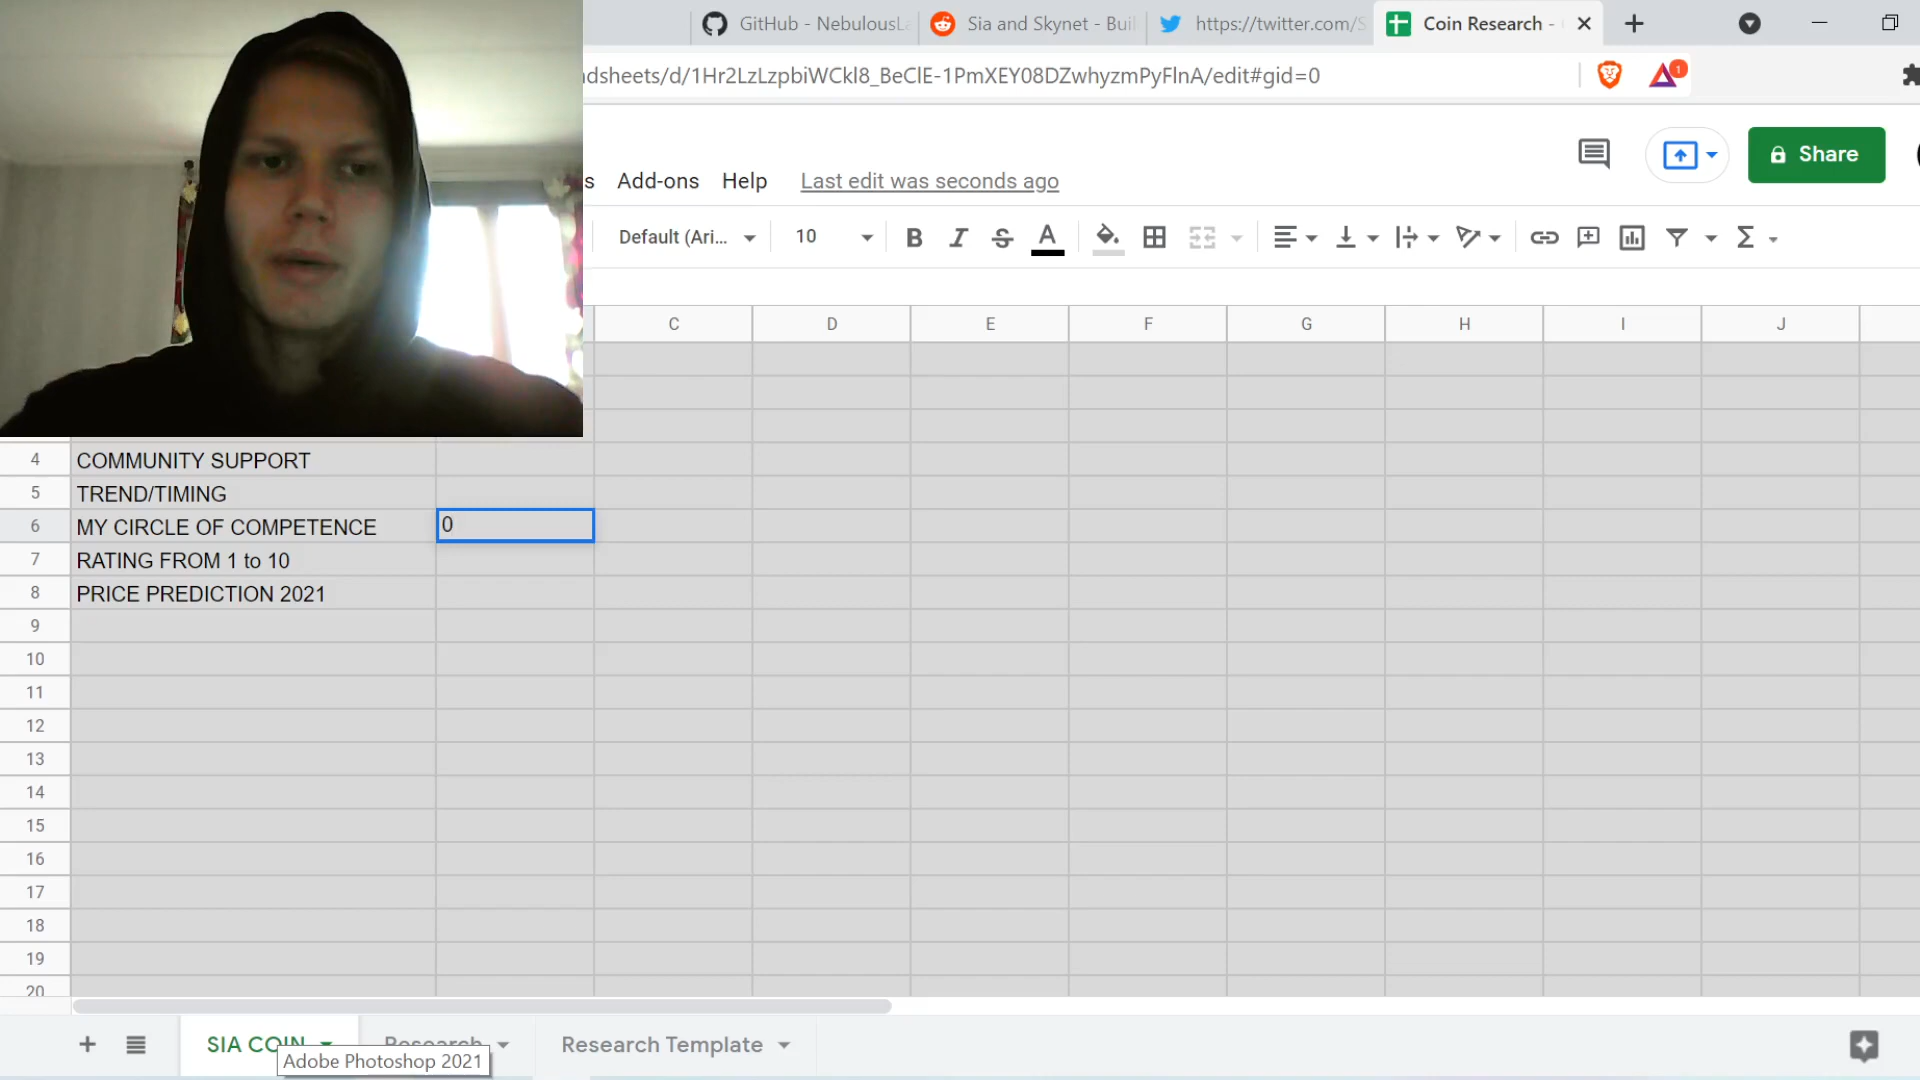 GitHub - NebulousLa
Sia and Skynet - Buil
https://twitter.com/S
Coin Research -
dsheets/d/1Hr2LzLzpbiWCkl8_BeClE-1PmXEY08DZwhyzmPyFlnA/edit#gid=0
1
s Add-ons Help Last edit was seconds ago
Share
Default (Ari... 10 B I S A Σ
C D E F G H I J
4 COMMUNITY SUPPORT
5 TREND/TIMING
6 MY CIRCLE OF COMPETENCE 0
7 RATING FROM 1 to 10
8 PRICE PREDICTION 2021
9
10
11
12
13
14
15
16
17
18
19
20
SIA COIN Research Research Template
Adobe Photoshop 2021